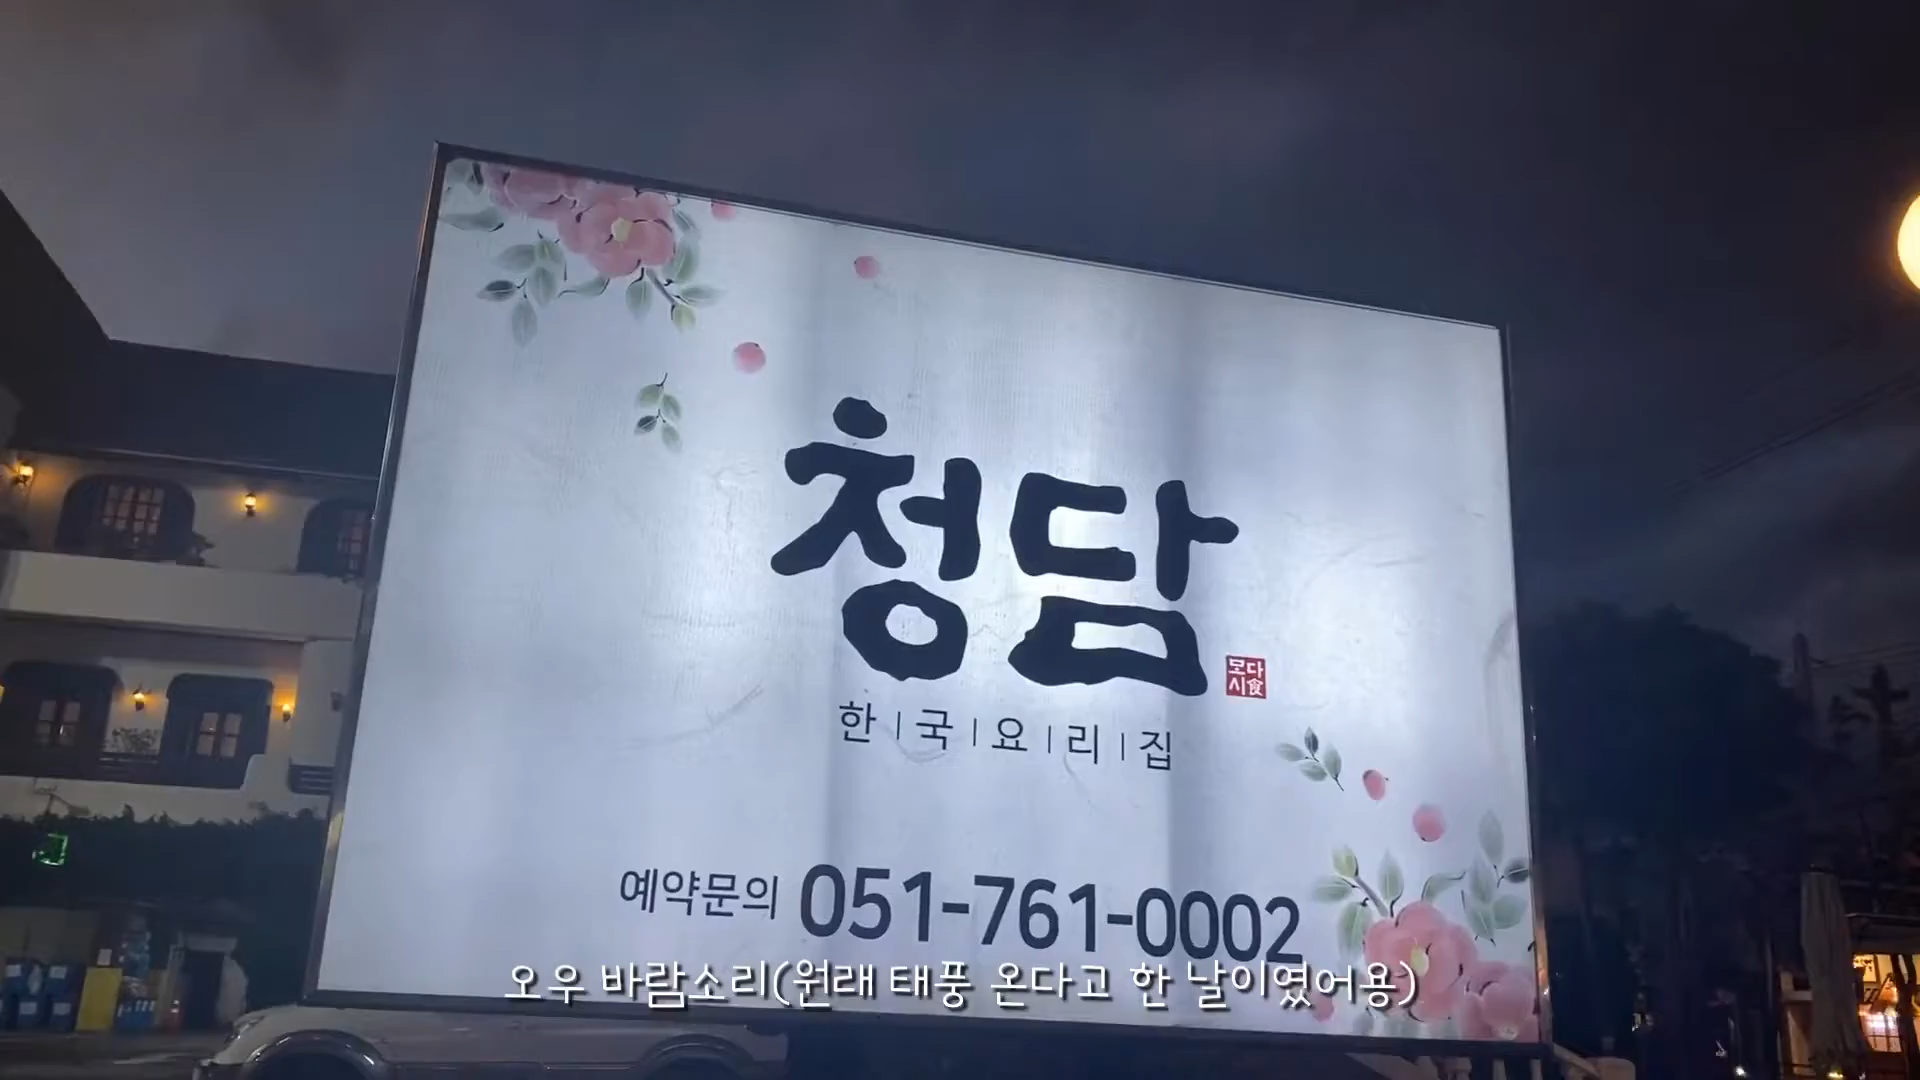 청담
모다
시食
한|국|요|리|집
예약문의 051-761-0002
오우 바람소리(원래 태풍 온다고 한 날이였어용)